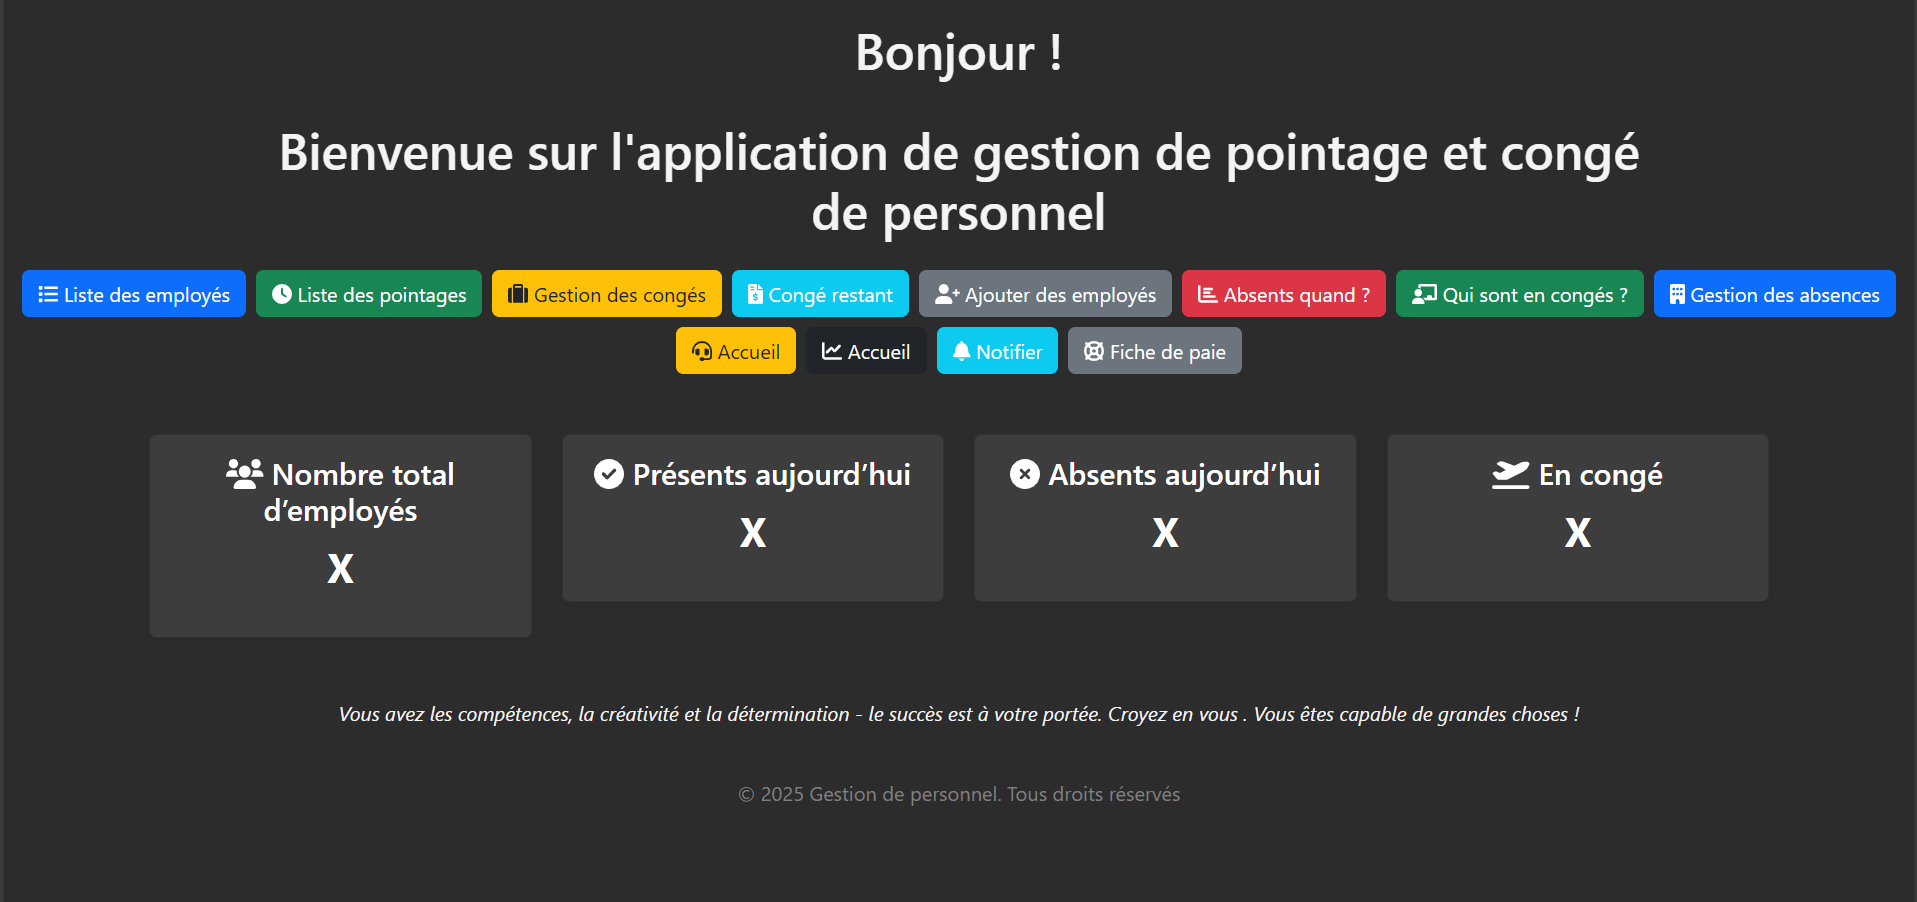 Bonjour !
Bienvenue sur l'application de gestion de pointage et congé
de personnel
Liste des employés Liste des pointages Gestion des congés Congé restant Ajouter des employés Absents quand ? Qui sont en congés ? Gestion des absences
Accueil Accueil Notifier Fiche de paie
Nombre total
d’employés
X
Présents aujourd’hui
X
Absents aujourd’hui
X
En congé
X
Vous avez les compétences, la créativité et la détermination - le succès est à votre portée. Croyez en vous . Vous êtes capable de grandes choses !
© 2025 Gestion de personnel. Tous droits réservés